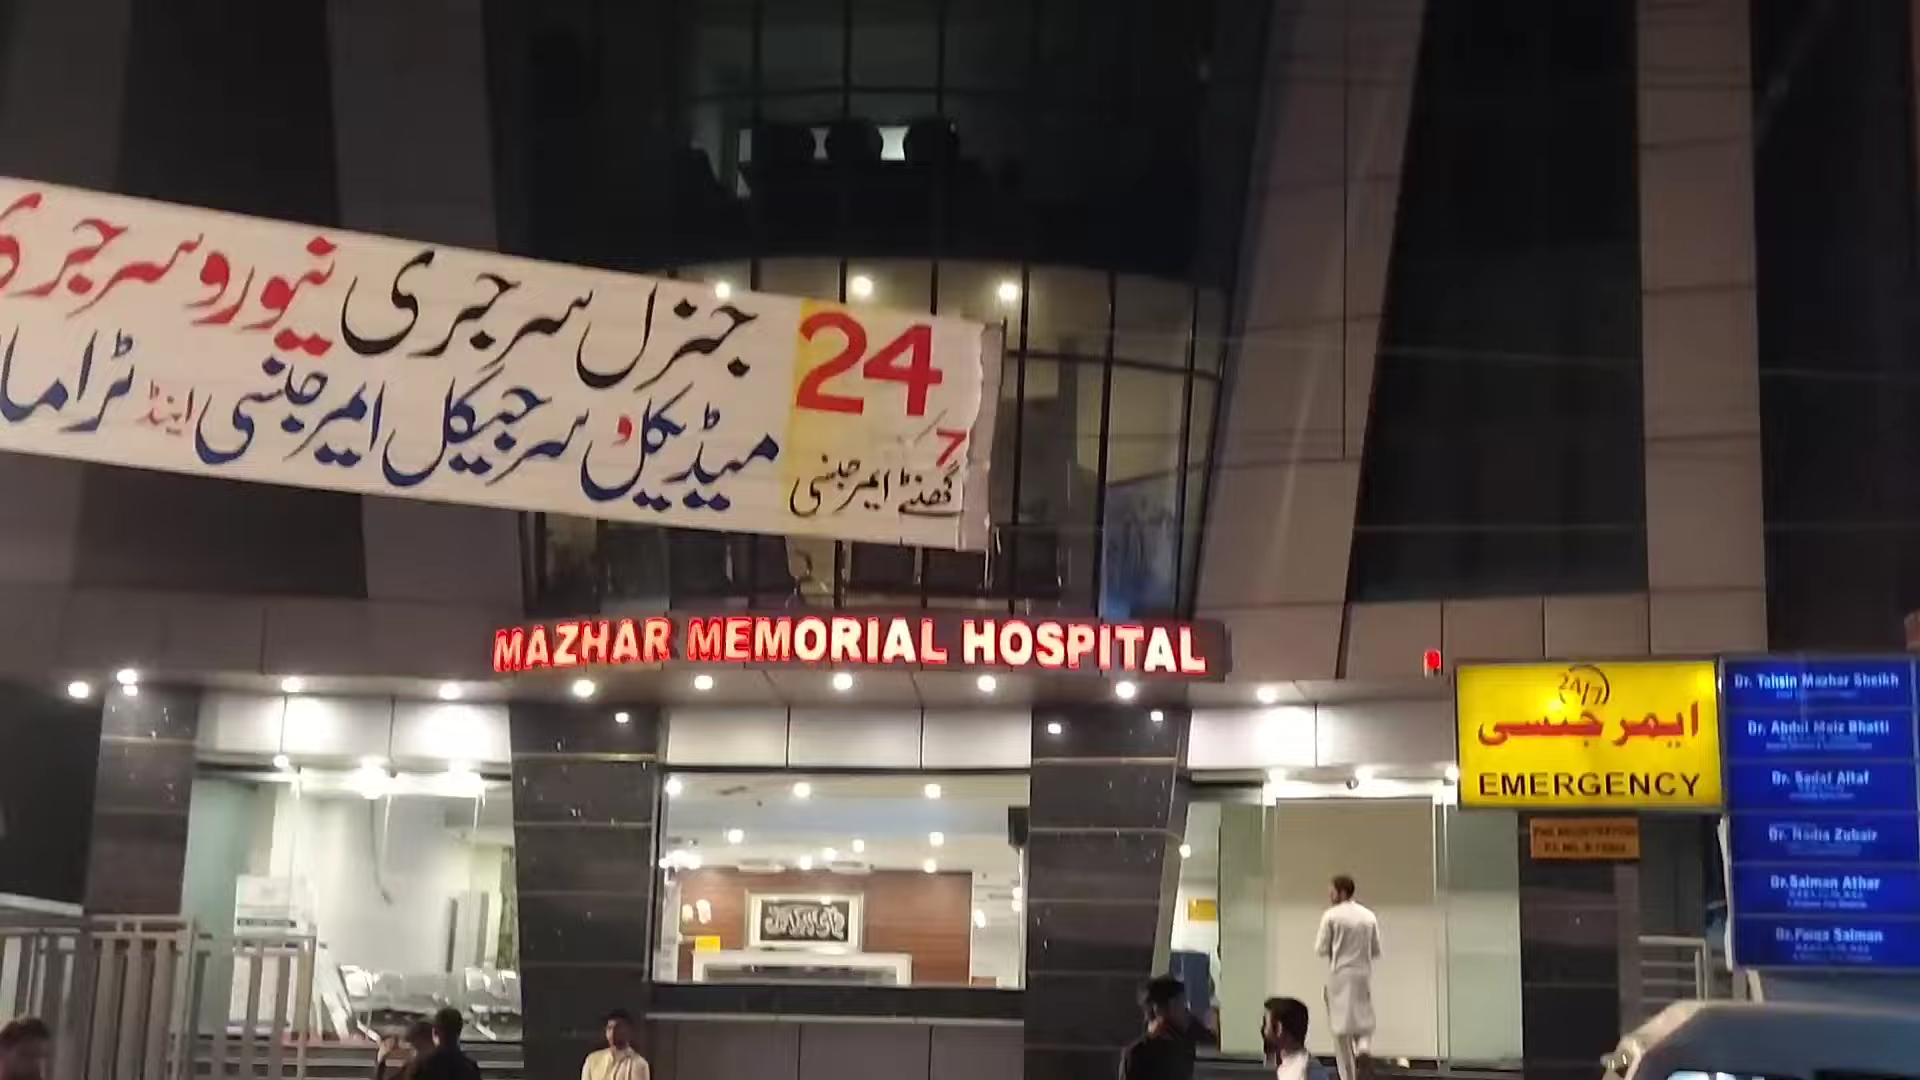 جنرل سرجری نیورو سرجری
میڈیکل و سرجیکل ایمرجنسی اینڈ ٹراما
24
7
گھنٹے ایمرجنسی
MAZHAR MEMORIAL HOSPITAL
24/7
ایمرجنسی
EMERGENCY
Dr. Tahsin Mazhar Sheikh
Dr. Abdul Moiz Bhatti
Dr. Sadaf Altaf
Dr. Nadia Zubair
Dr. Salman Athar
Dr. Faiqa Salman